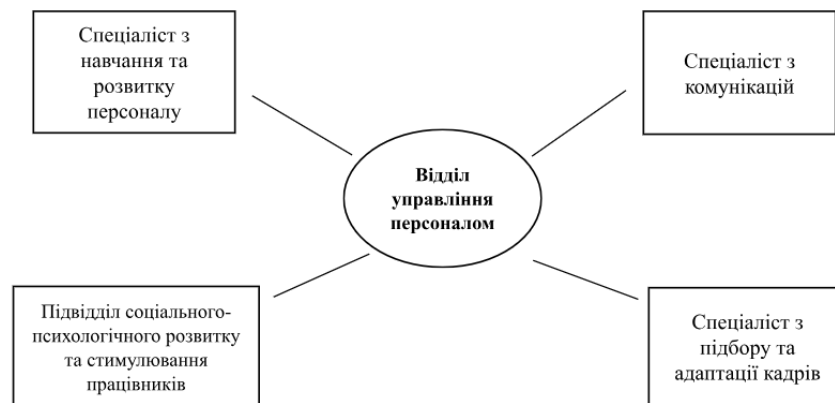 Спеціаліст з
навчання та
розвитку
персоналу
Спеціаліст з
комунікацій
Відділ
управління
персоналом
Підвідділ соціального-
психологічного розвитку
та стимулювання
працівників
Спеціаліст з
підбору та
адаптації кадрів